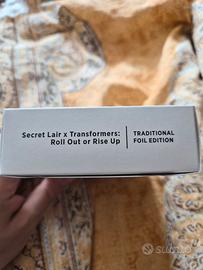 Secret Lair x Transformers:
Roll Out or Rise Up
TRADITIONAL
FOIL EDITION
subito